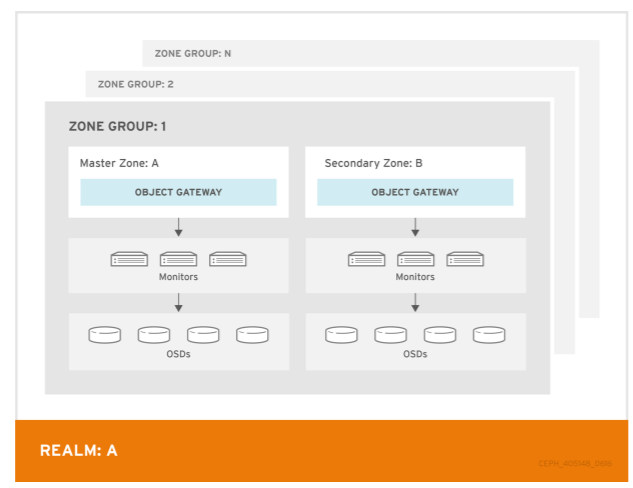 ZONE GROUP: N
ZONE GROUP: 2
ZONE GROUP: 1
Master Zone: A
OBJECT GATEWAY
Monitors
OSDs
Secondary Zone: B
OBJECT GATEWAY
Monitors
OSDs
REALM: A